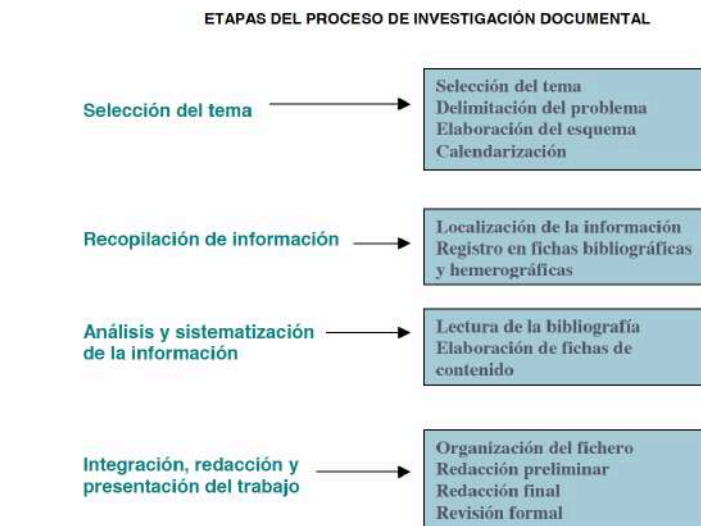 ETAPAS DEL PROCESO DE INVESTIGACIÓN DOCUMENTAL
Selección del tema
Selección del tema
Delimitación del problema
Elaboración del esquema
Calendarización
Recopilación de información
Localización de la información
Registro en fichas bibliográficas
y hemerográficas
Análisis y sistematización
de la información
Lectura de la bibliografía
Elaboración de fichas de
contenido
Integración, redacción y
presentación del trabajo
Organización del fichero
Redacción preliminar
Redacción final
Revisión formal